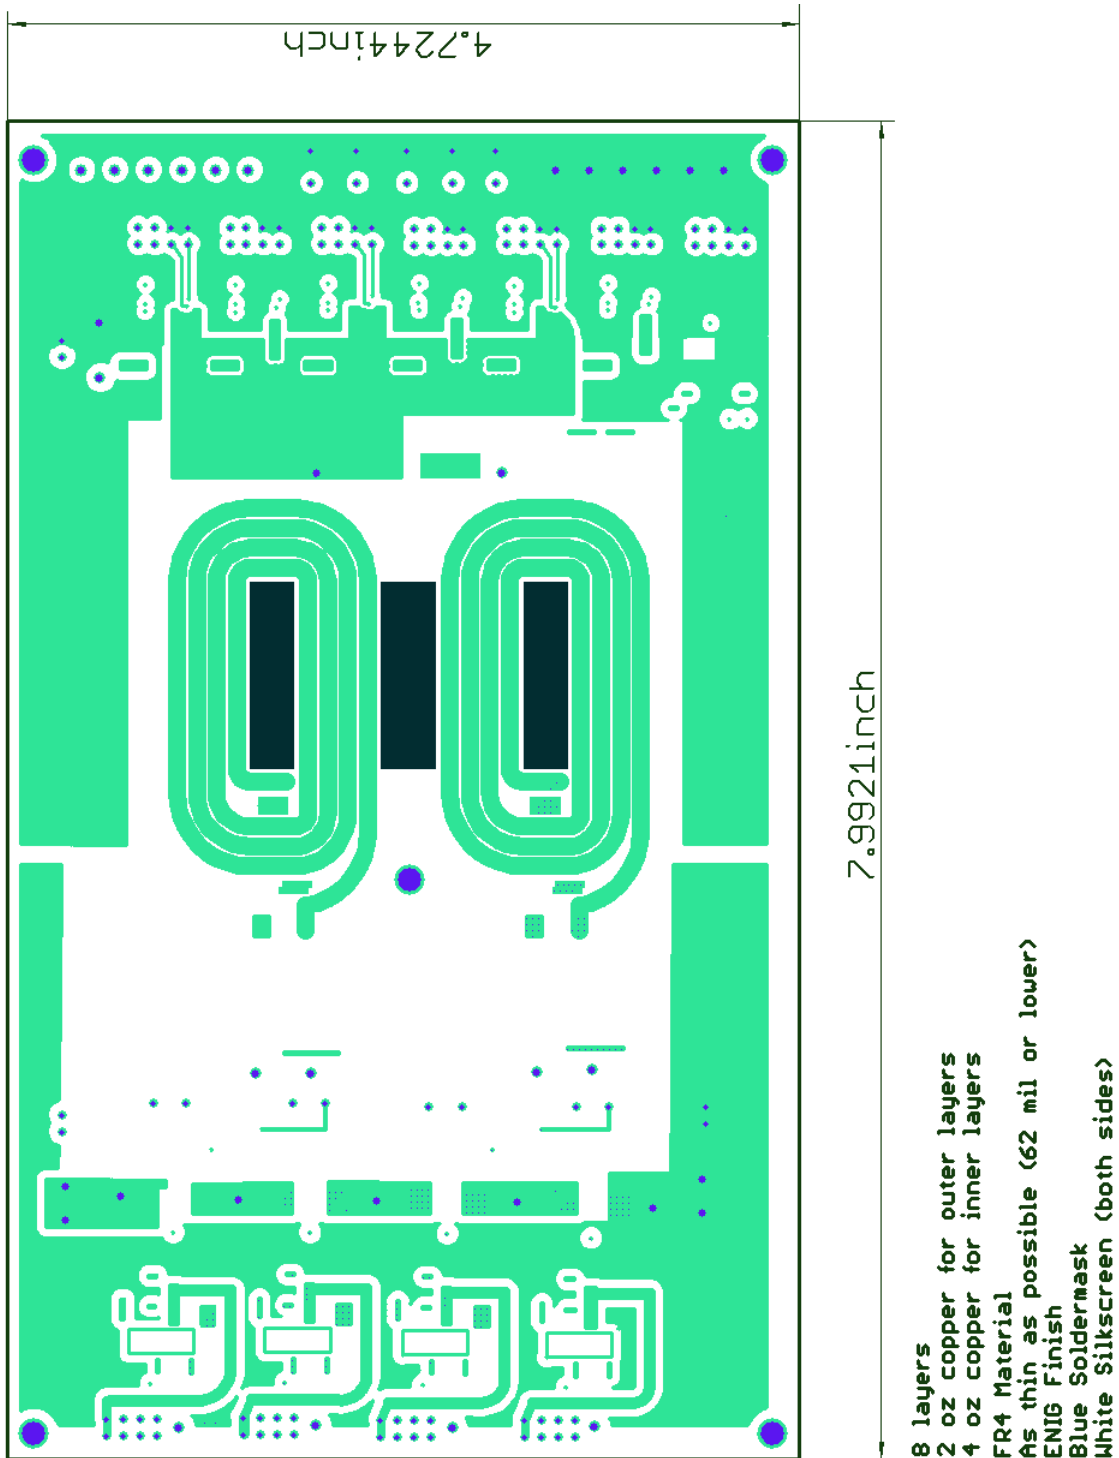 4.7244inch
7.9921inch
8 layers
2 oz copper for outer layers
4 oz copper for inner layers
FR4 Material
As thin as possible (62 mil or lower)
ENIG Finish
Blue Soldermask
White Silkscreen (both sides)